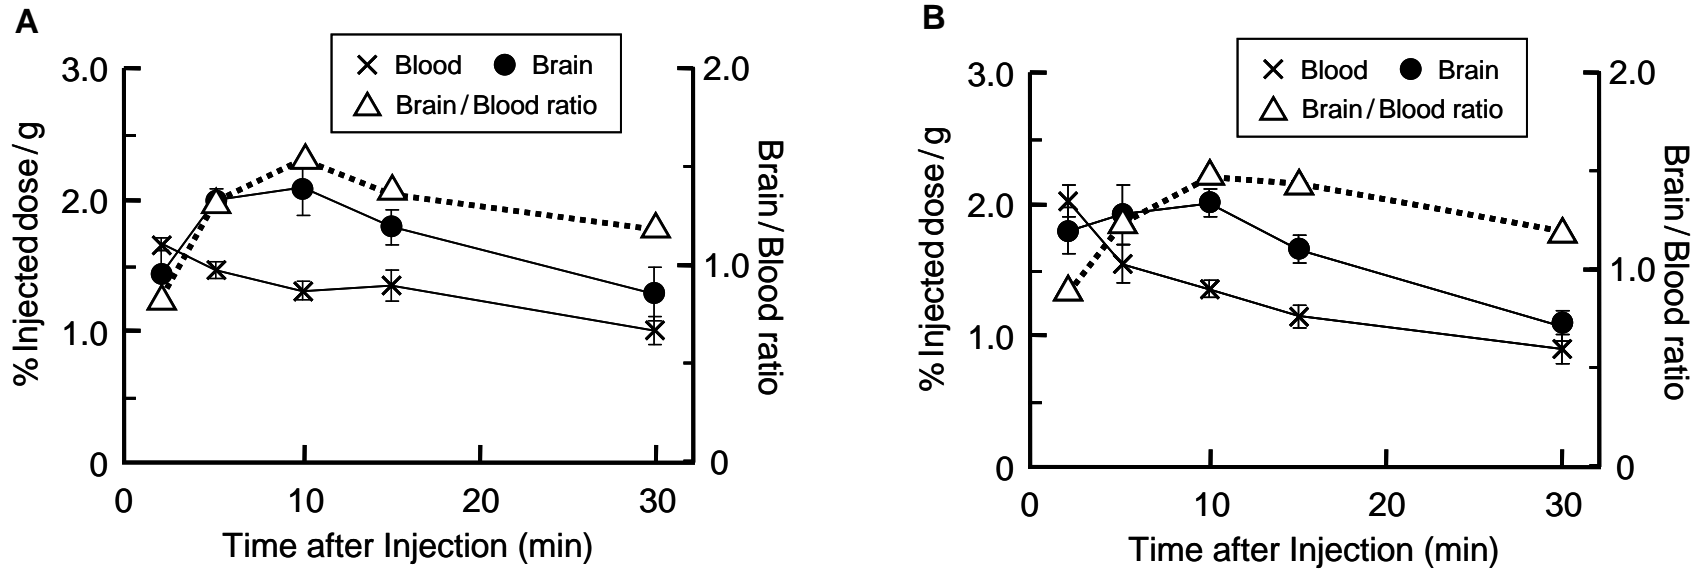 A
Blood Brain
Brain / Blood ratio
3.0
2.0
1.0
0
% Injected dose / g
2.0
1.0
0
Brain / Blood ratio
0 10 20 30
Time after Injection (min)
B
Blood Brain
Brain / Blood ratio
3.0
2.0
1.0
0
% Injected dose / g
2.0
1.0
0
Brain / Blood ratio
0 10 20 30
Time after Injection (min)